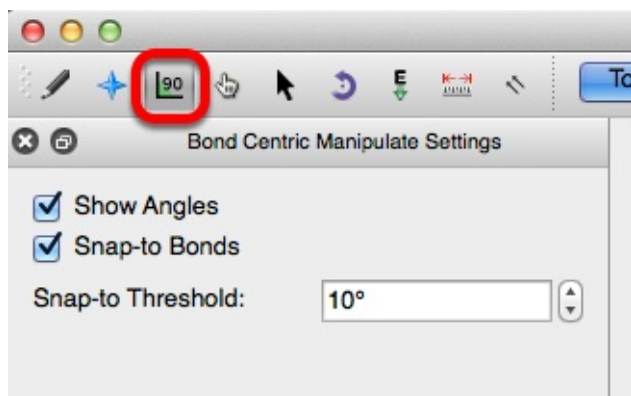 90
E
To
Bond Centric Manipulate Settings
Show Angles
Snap-to Bonds
Snap-to Threshold: 10°